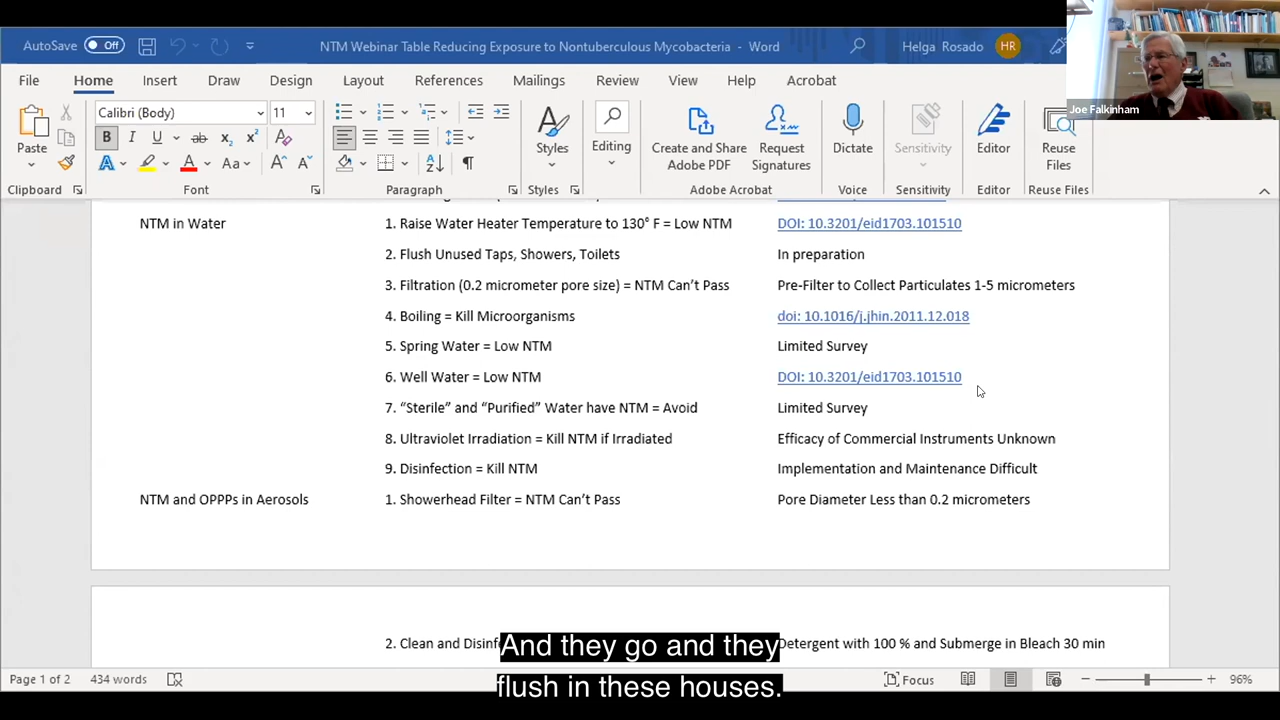 AutoSave Off
NTM Webinar Table Reducing Exposure to Nontuberculous Mycobacteria - Word
Helga Rosado HR
Joe Falkinham
File Home Insert Draw Design Layout References Mailings Review View Help Acrobat
Calibri (Body) 11
Paste
Styles
Editing
Create and Share Adobe PDF
Request Signatures
Dictate
Sensitivity
Editor
Reuse Files
Clipboard Font Paragraph Styles Adobe Acrobat Voice Sensitivity Editor Reuse Files
NTM in Water 1. Raise Water Heater Temperature to 130° F = Low NTM DOI: 10.3201/eid1703.101510
2. Flush Unused Taps, Showers, Toilets In preparation
3. Filtration (0.2 micrometer pore size) = NTM Can't Pass Pre-Filter to Collect Particulates 1-5 micrometers
4. Boiling = Kill Microorganisms doi: 10.1016/j.jhin.2011.12.018
5. Spring Water = Low NTM Limited Survey
6. Well Water = Low NTM DOI: 10.3201/eid1703.101510
7. “Sterile” and “Purified” Water have NTM = Avoid Limited Survey
8. Ultraviolet Irradiation = Kill NTM if Irradiated Efficacy of Commercial Instruments Unknown
9. Disinfection = Kill NTM Implementation and Maintenance Difficult
NTM and OPPPs in Aerosols 1. Showerhead Filter = NTM Can't Pass Pore Diameter Less than 0.2 micrometers
2. Clean and Detergent with 100 % and Submerge in Bleach 30 min
And they go and they
flush in these houses.
Page 1 of 2 434 words Focus 96%